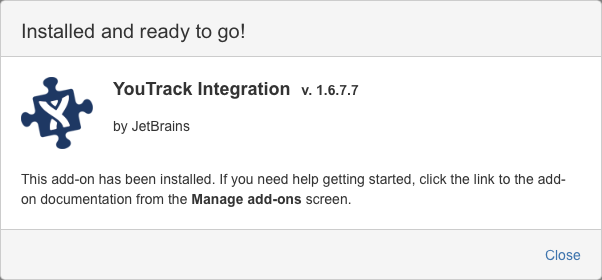 Installed and ready to go!
YouTrack Integration v. 1.6.7.7
by JetBrains
This add-on has been installed. If you need help getting started, click the link to the add-
on documentation from the Manage add-ons screen.
Close